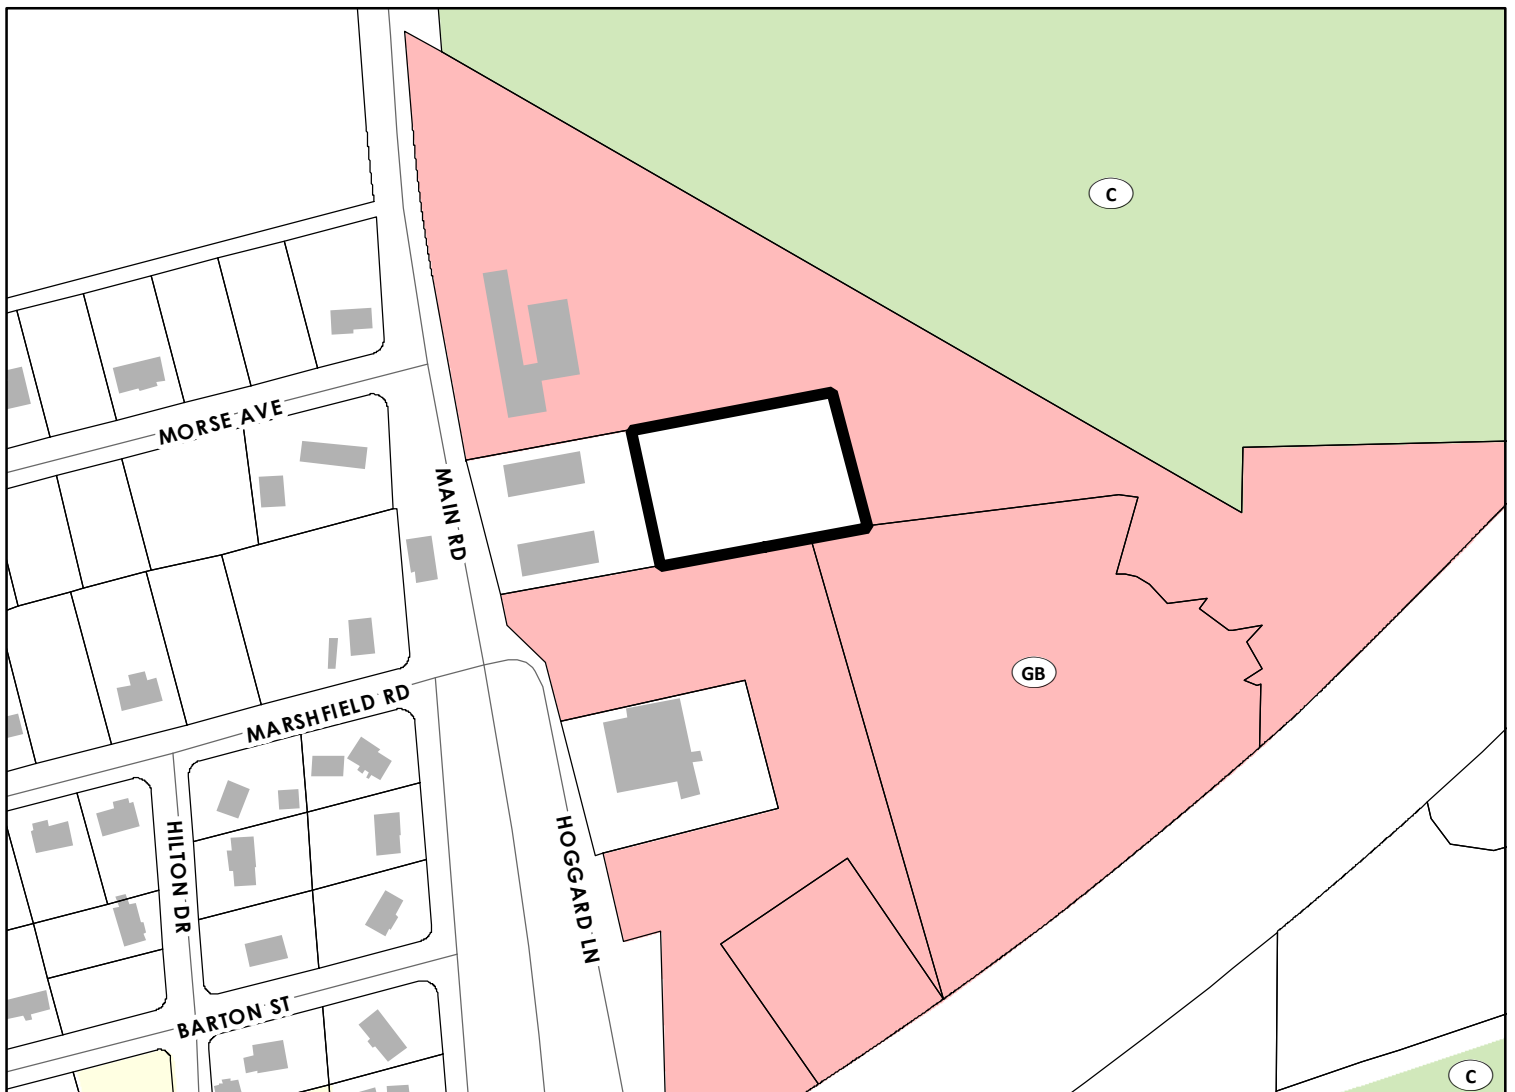 C
MORSE AVE
MAIN RD
GB
MARSHFIELD RD
HILTON DR
HOGGARD LN
BARTON ST
C